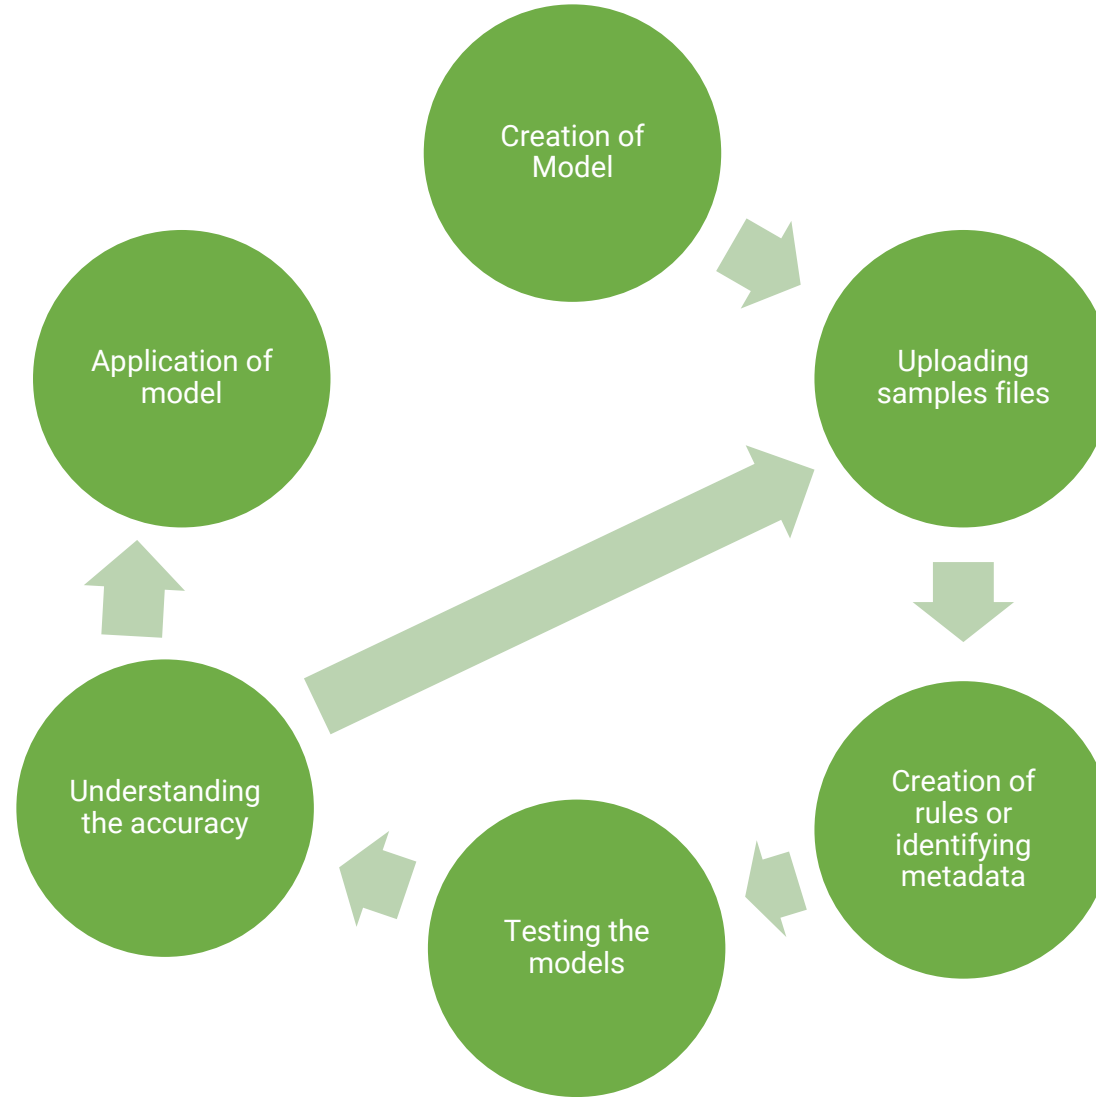 Creation of
Model
Uploading
samples files
Creation of
rules or
identifying
metadata
Testing the
models
Understanding
the accuracy
Application of
model